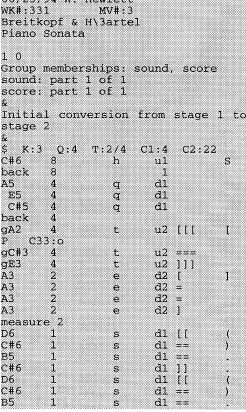 06/25/94 W. Hewlett
WK#:331       MV#:3
Breitkopf & H\3artel
Piano Sonata

1 0
Group memberships: sound, score
sound: part 1 of 1
score: part 1 of 1
&
Initial conversion from stage 1 to
stage 2
&
$  K:3  Q:4  T:2/4  C1:4  C2:22
C#6    8        h     u1          S
back   8              1
A5     4        q     d1
 E5    4        q     d1
 C#5   4        q     d1
back   4
gA2    4        t     u2 [[[      [
P   C33:o
gC#3   4        t     u2 ===
gE3    4        t     u2 ]]]
A3     2        e     d2 [        ]
A3     2        e     d2 =
A3     2        e     d2 =
A3     2        e     d2 ]
measure 2
D6     1        s     d1 [[       (
C#6    1        s     d1 ==       )
B5     1        s     d1 ==       .
C#6    1        s     d1 ]]       .
D6     1        s     d1 [[       (
C#6    1        s     d1 ==       )
B5     1        s     d1 ==       .